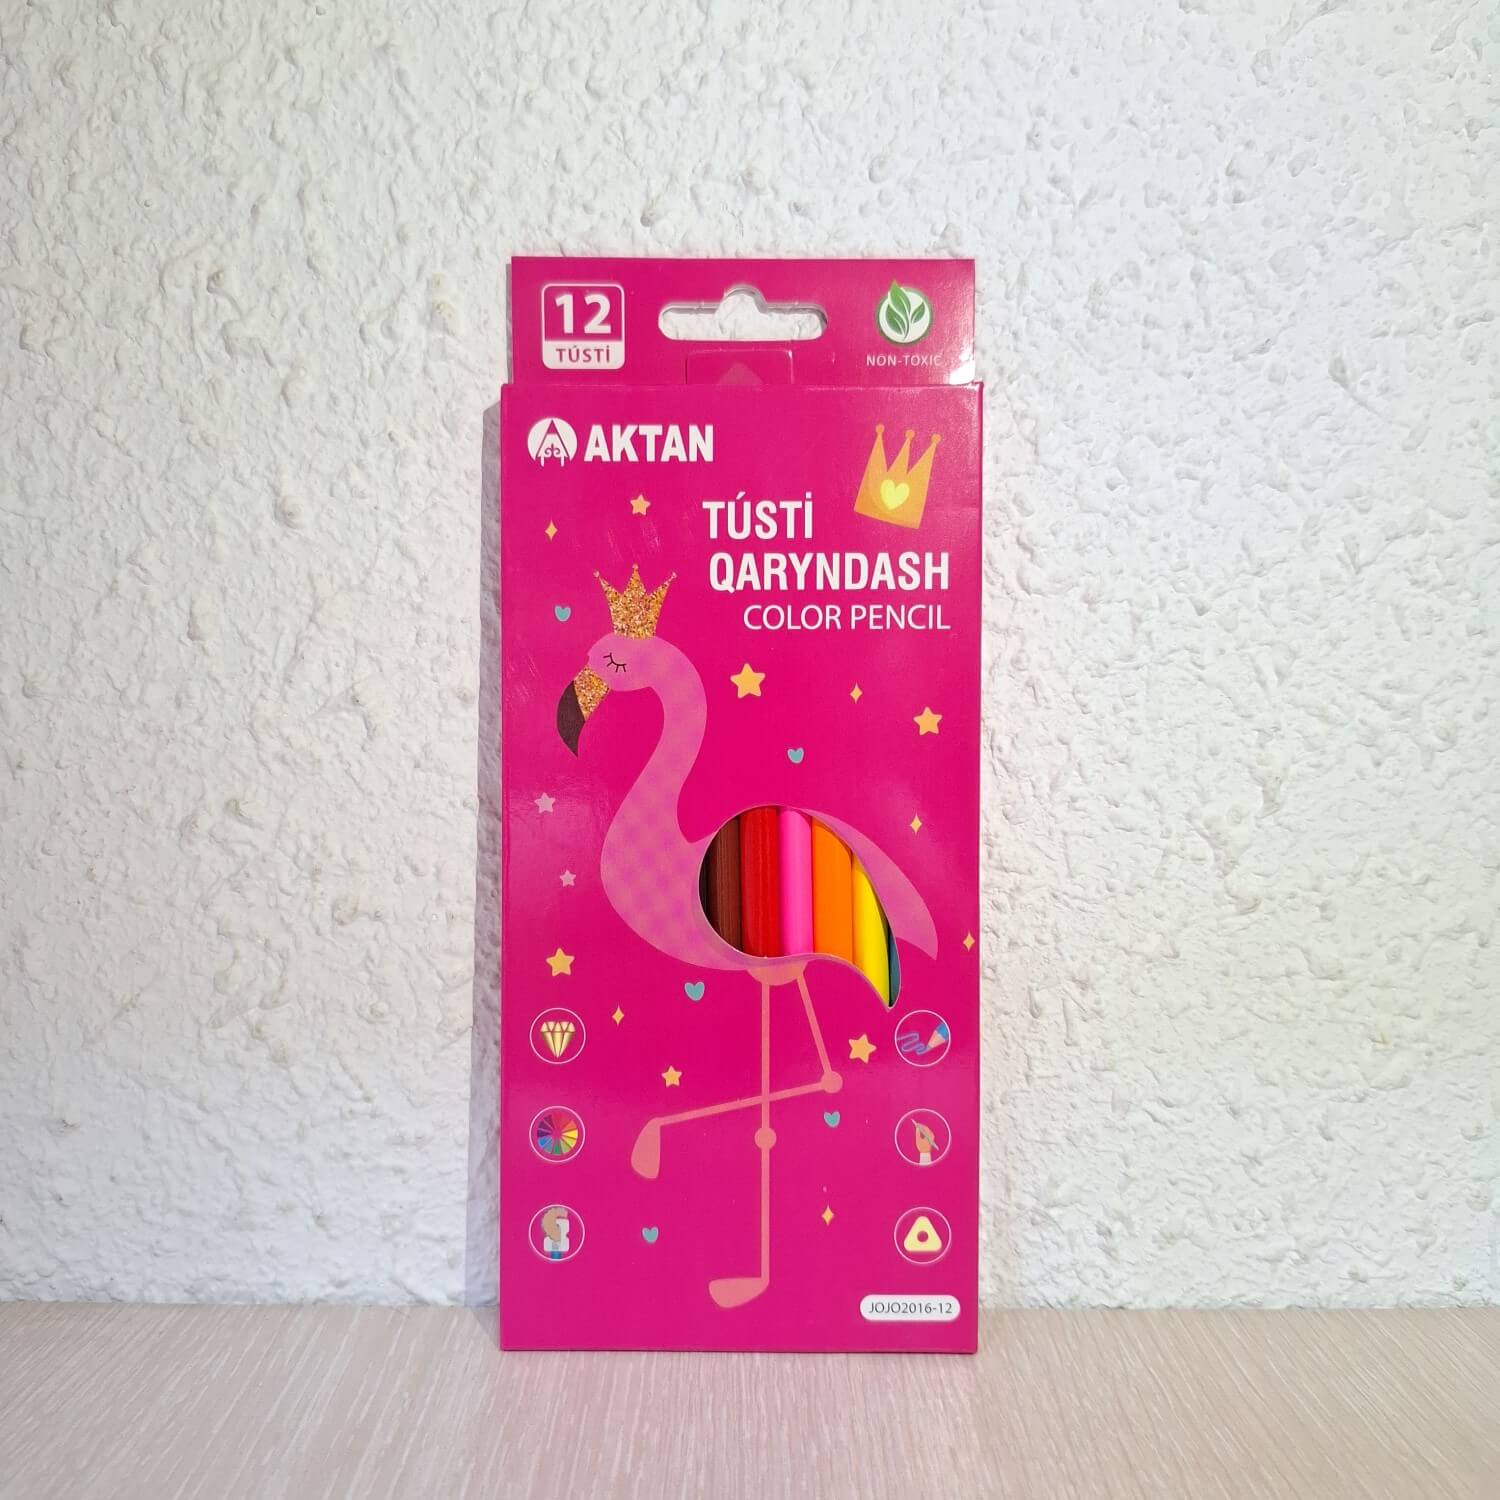 12
TÚSTİ
NON-TOXIC
AKTAN
TÚSTİ
QARYNDASH
COLOR PENCIL
JOJO2016-12